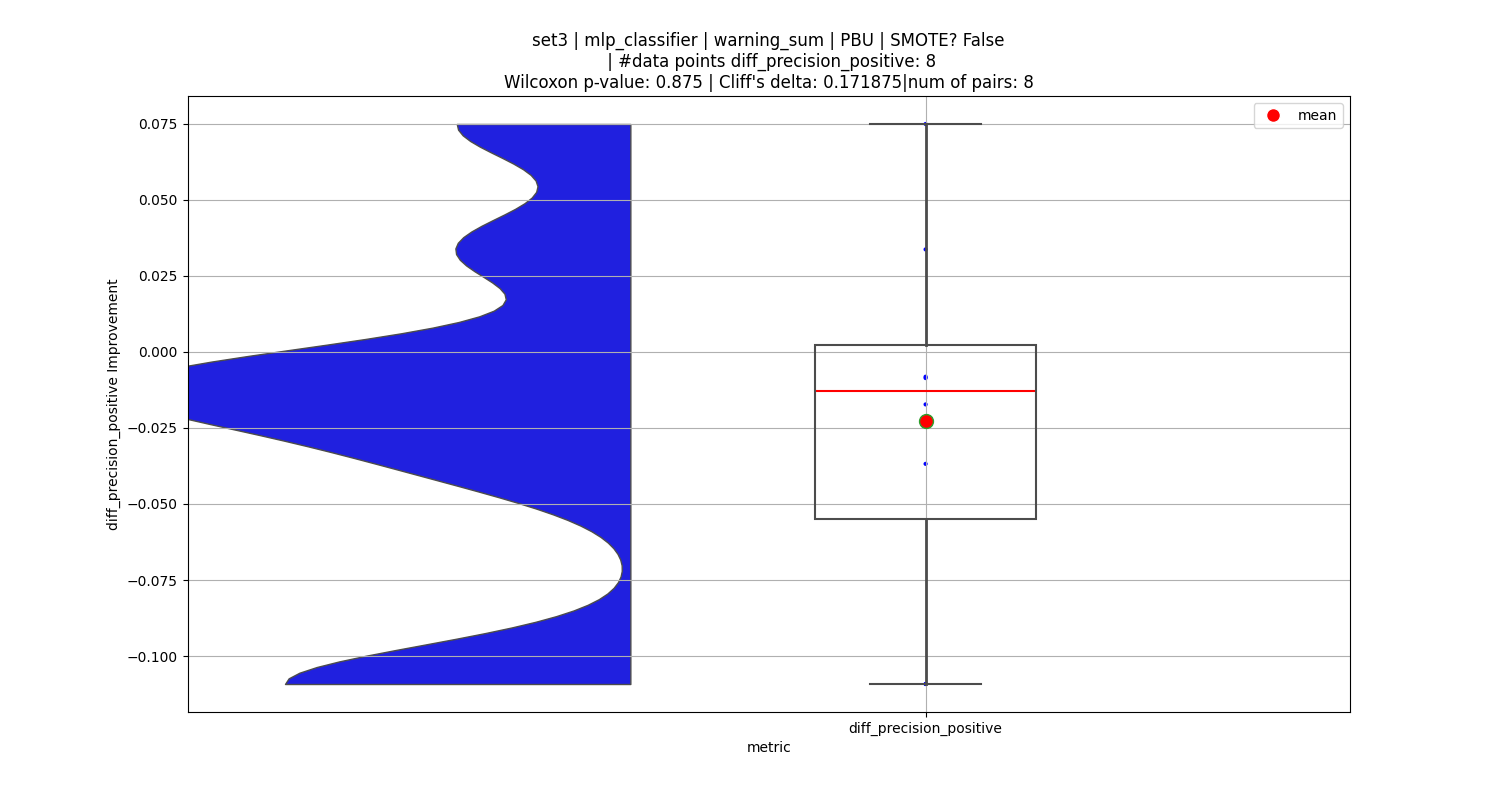 set3 | mlp_classifier | warning_sum | PBU | SMOTE? False
| #data points diff_precision_positive: 8
Wilcoxon p-value: 0.875 | Cliff's delta: 0.171875|num of pairs: 8
mean
0.075
0.050
0.025
0.000
−0.025
−0.050
−0.075
−0.100
diff_precision_positive Improvement
diff_precision_positive
metric